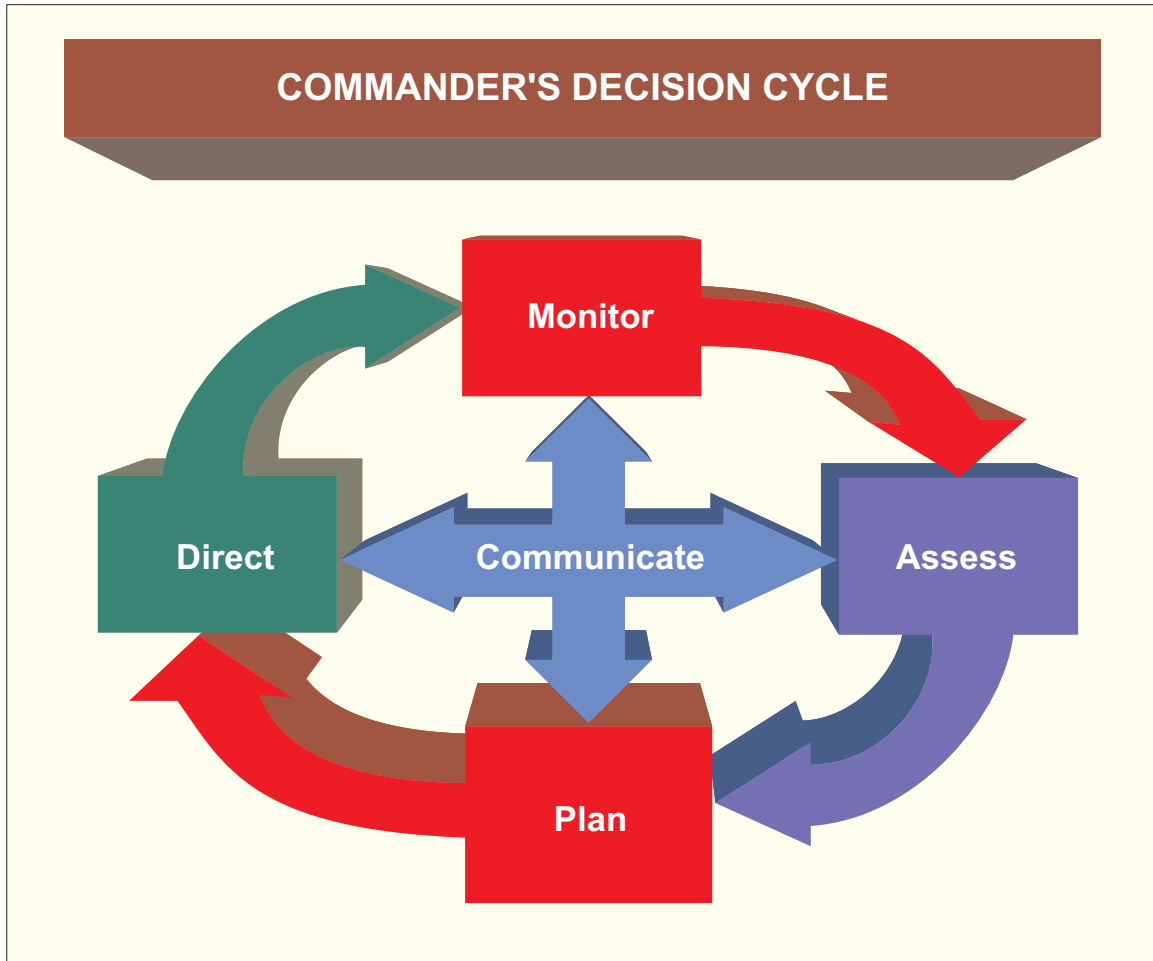 COMMANDER'S DECISION CYCLE
Monitor
Direct
Communicate
Assess
Plan